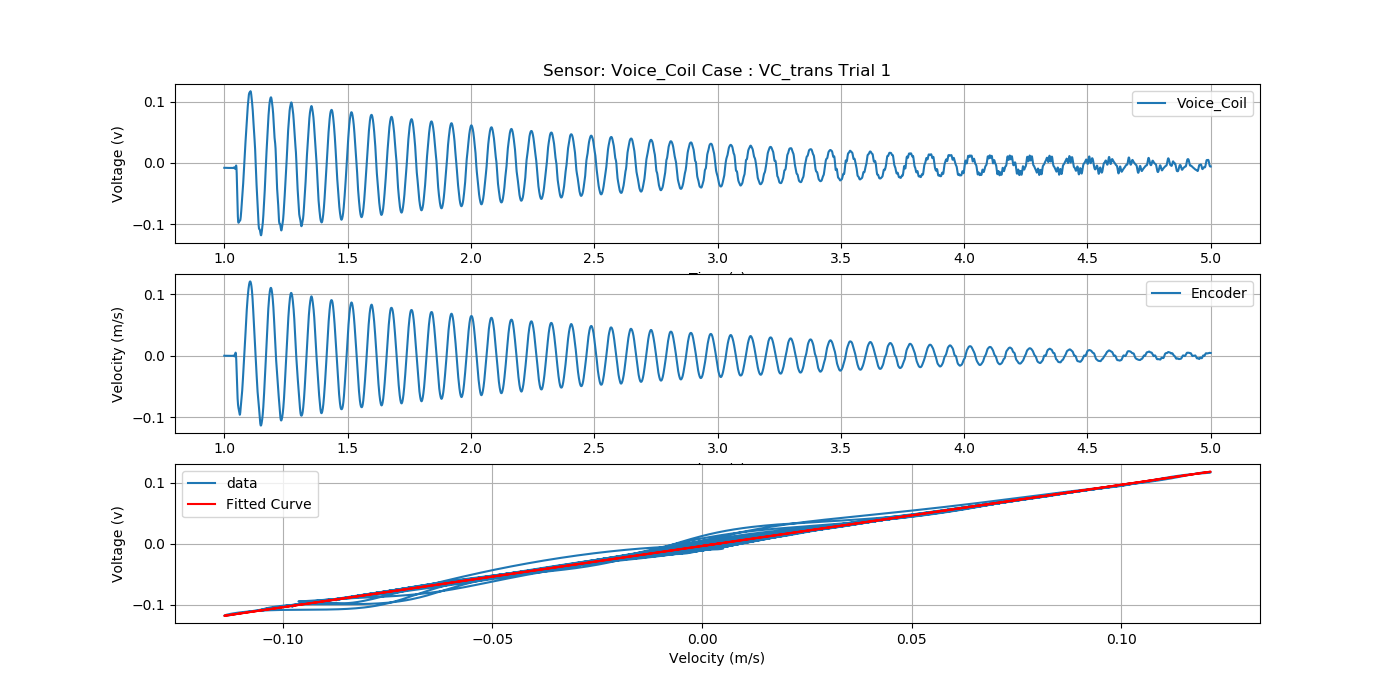 Sensor: Voice_Coil Case : VC_trans Trial 1
Voltage (v)
0.1
0.0
−0.1
Voice_Coil
1.0 1.5 2.0 2.5 3.0 3.5 4.0 4.5 5.0
Velocity (m/s)
0.1
0.0
−0.1
Encoder
1.0 1.5 2.0 2.5 3.0 3.5 4.0 4.5 5.0
Voltage (v)
0.1
0.0
−0.1
data
Fitted Curve
−0.10 −0.05 0.00 0.05 0.10
Velocity (m/s)